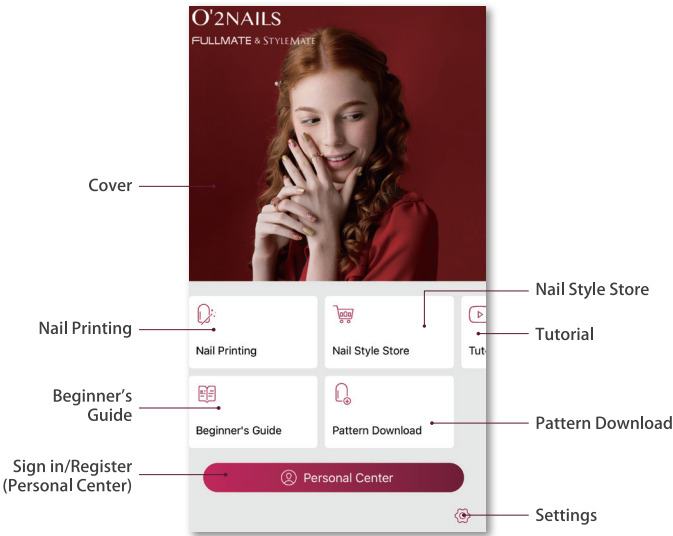 O'2NAILS
FULLMATE & STYLEMATE
Cover
Nail Style Store
Nail Printing
Tutorial
Nail Printing
Nail Style Store
Tut
Beginner's
Guide
Pattern Download
Beginner's Guide
Pattern Download
Sign in/Register
(Personal Center)
Personal Center
Settings